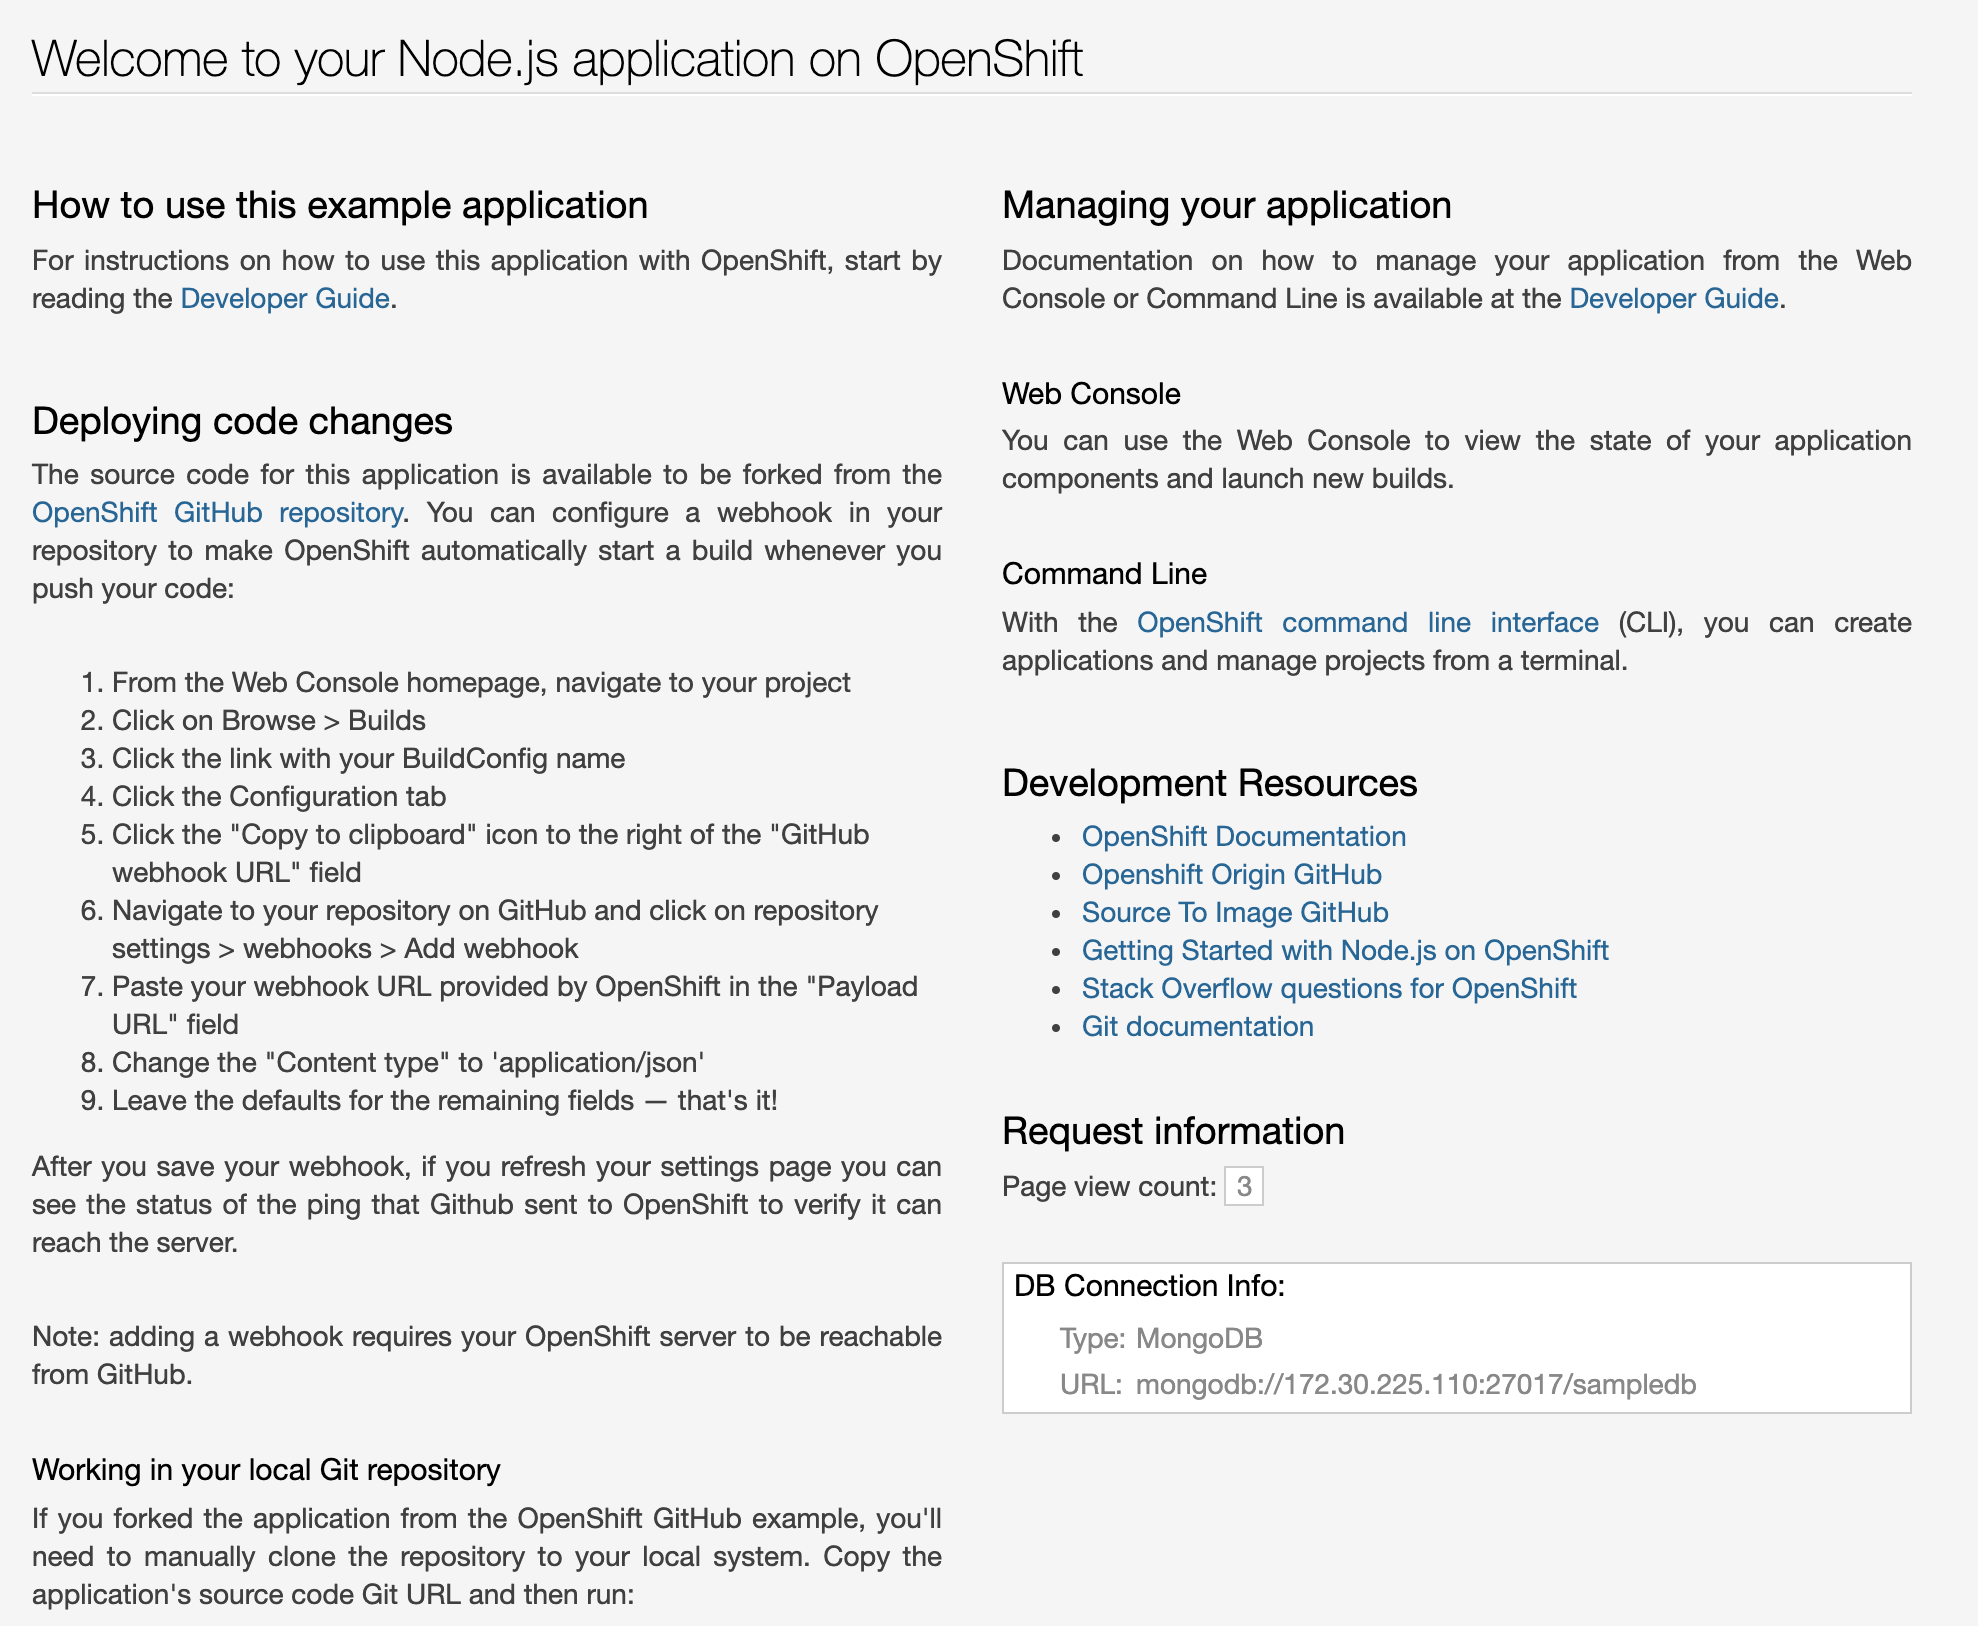 Welcome to your Node.js application on OpenShift
How to use this example application
For instructions on how to use this application with OpenShift, start by
reading the Developer Guide.
Deploying code changes
The source code for this application is available to be forked from the
OpenShift GitHub repository. You can configure a webhook in your
repository to make OpenShift automatically start a build whenever you
push your code:
1. From the Web Console homepage, navigate to your project
2. Click on Browse > Builds
3. Click the link with your BuildConfig name
4. Click the Configuration tab
5. Click the "Copy to clipboard" icon to the right of the "GitHub
webhook URL" field
6. Navigate to your repository on GitHub and click on repository
settings > webhooks > Add webhook
7. Paste your webhook URL provided by OpenShift in the "Payload
URL" field
8. Change the "Content type" to 'application/json'
9. Leave the defaults for the remaining fields — that's it!
After you save your webhook, if you refresh your settings page you can
see the status of the ping that Github sent to OpenShift to verify it can
reach the server.
Note: adding a webhook requires your OpenShift server to be reachable
from GitHub.
Working in your local Git repository
If you forked the application from the OpenShift GitHub example, you'll
need to manually clone the repository to your local system. Copy the
application's source code Git URL and then run:
Managing your application
Documentation on how to manage your application from the Web
Console or Command Line is available at the Developer Guide.
Web Console
You can use the Web Console to view the state of your application
components and launch new builds.
Command Line
With the OpenShift command line interface (CLI), you can create
applications and manage projects from a terminal.
Development Resources
• OpenShift Documentation
• Openshift Origin GitHub
• Source To Image GitHub
• Getting Started with Node.js on OpenShift
• Stack Overflow questions for OpenShift
• Git documentation
Request information
Page view count: 3
DB Connection Info:
Type: MongoDB
URL: mongodb://172.30.225.110:27017/sampledb